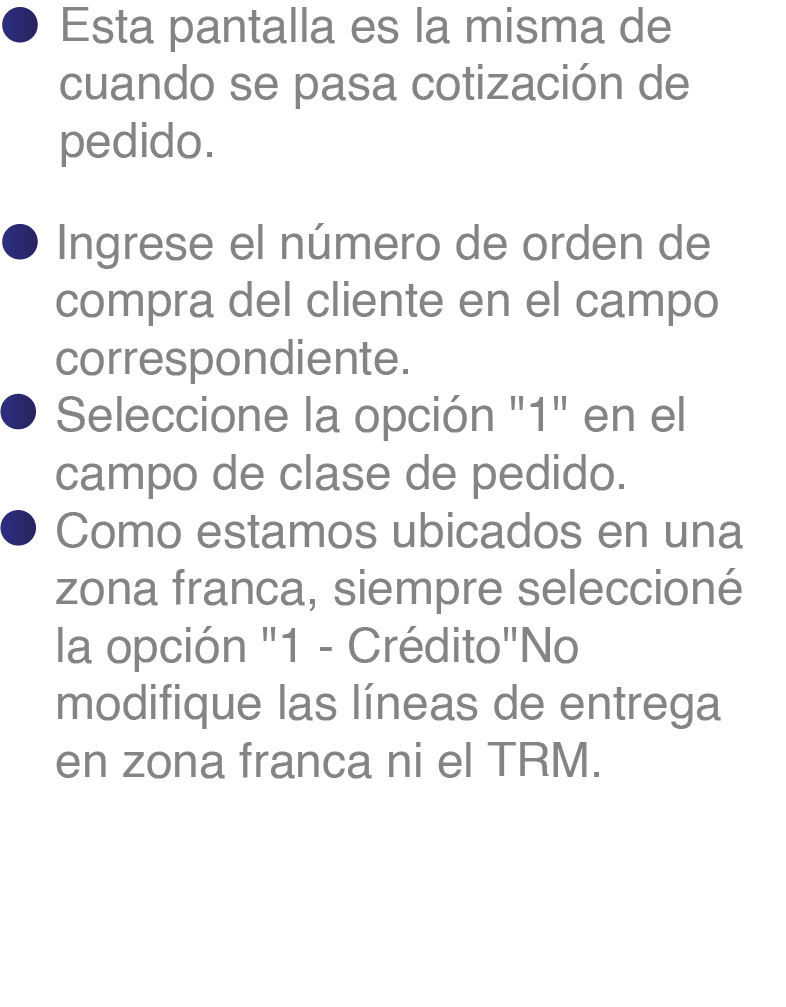 Esta pantalla es la misma de
cuando se pasa cotización de
pedido.
Ingrese el número de orden de
compra del cliente en el campo
correspondiente.
Seleccione la opción "1" en el
campo de clase de pedido.
Como estamos ubicados en una
zona franca, siempre seleccioné
la opción "1 - Crédito"No
modifique las líneas de entrega
en zona franca ni el TRM.